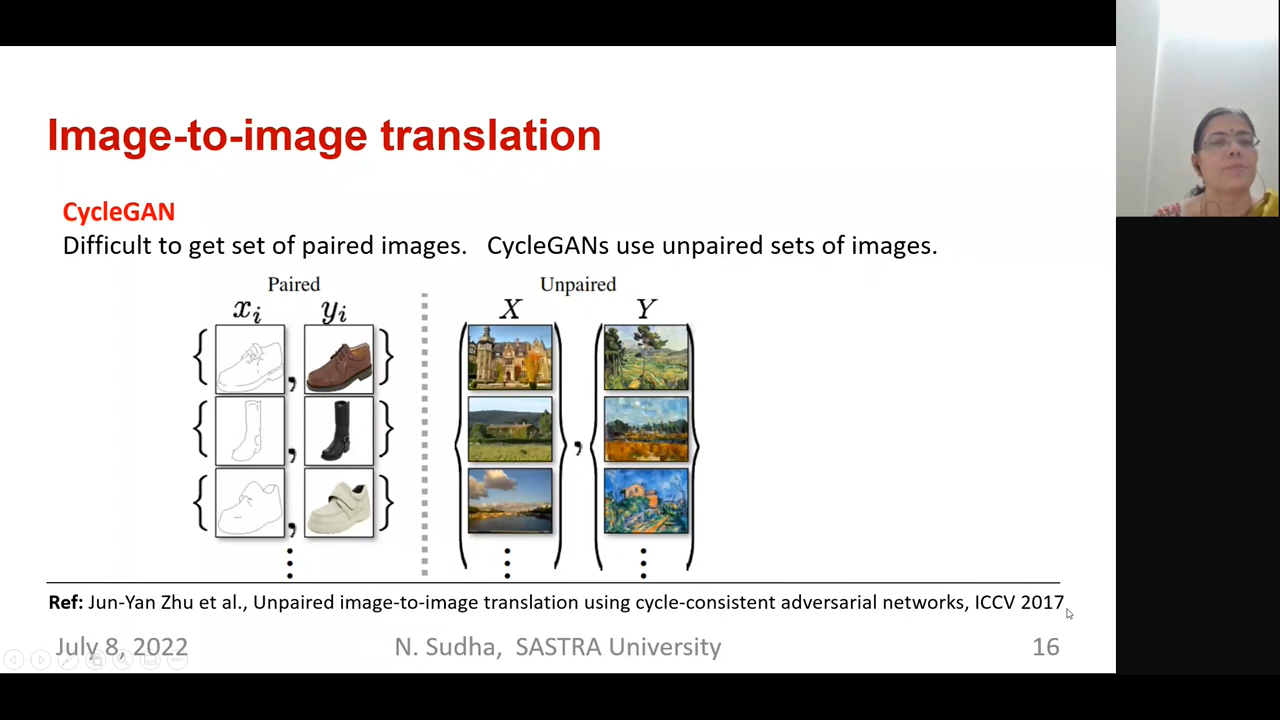 Image-to-image translation
CycleGAN
Difficult to get set of paired images. CycleGANs use unpaired sets of images.
Paired
Unpaired
xᵢ yᵢ
X Y
Ref: Jun-Yan Zhu et al., Unpaired image-to-image translation using cycle-consistent adversarial networks, ICCV 2017
July 8, 2022
N. Sudha, SASTRA University
16